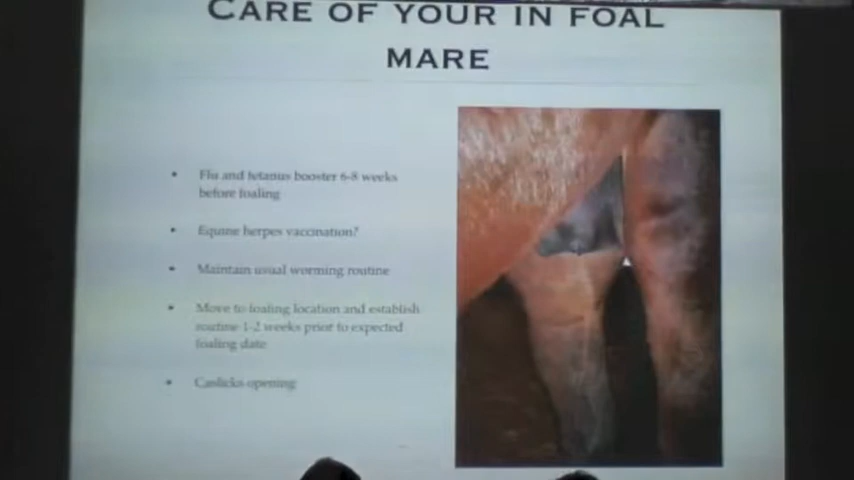 CARE OF YOUR IN FOAL
MARE
• Flu and tetanus booster 6-8 weeks
before foaling
• Equine herpes vaccination?
• Maintain usual worming routine
• Move to foaling location and establish
routine 1-2 weeks prior to expected
foaling date
• Caslicks opening